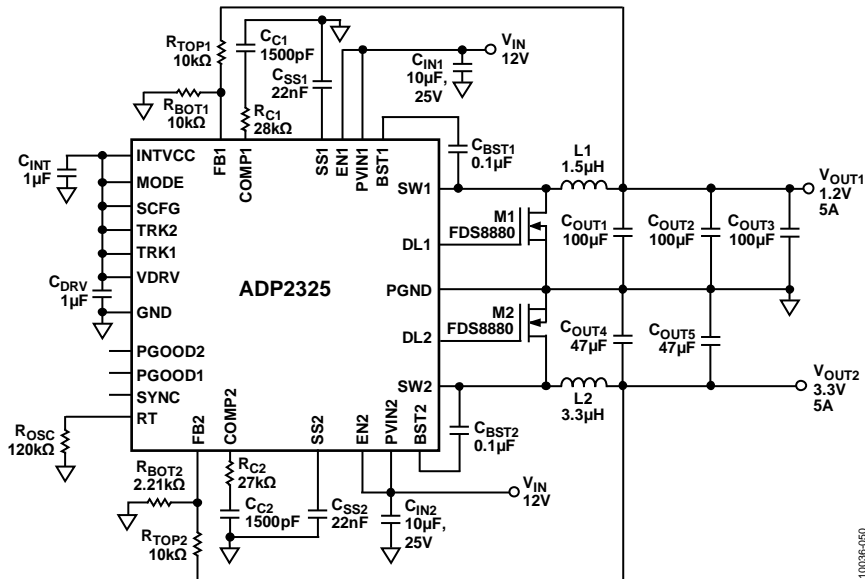 RTOP1
10kΩ
CC1
1500pF
CSS1
22nF
RBOT1
10kΩ
RC1
28kΩ
CIN1
10µF,
25V
VIN
12V
CINT
1µF
INTVCC
MODE
SCFG
TRK2
TRK1
VDRV
GND
PGOOD2
PGOOD1
SYNC
RT
CDRV
1µF
ROSC
120kΩ
FB1
COMP1
SS1
EN1
PVIN1
BST1
ADP2325
SW1
DL1
PGND
DL2
SW2
FB2
COMP2
SS2
EN2
PVIN2
BST2
CBST1
0.1µF
L1
1.5µH
M1
FDS8880
COUT1
100µF
COUT2
100µF
COUT3
100µF
VOUT1
1.2V
5A
M2
FDS8880
COUT4
47µF
COUT5
47µF
VOUT2
3.3V
5A
L2
3.3µH
CBST2
0.1µF
RBOT2
2.21kΩ
RTOP2
10kΩ
RC2
27kΩ
CC2
1500pF
CSS2
22nF
CIN2
10µF,
25V
VIN
12V
10036-050